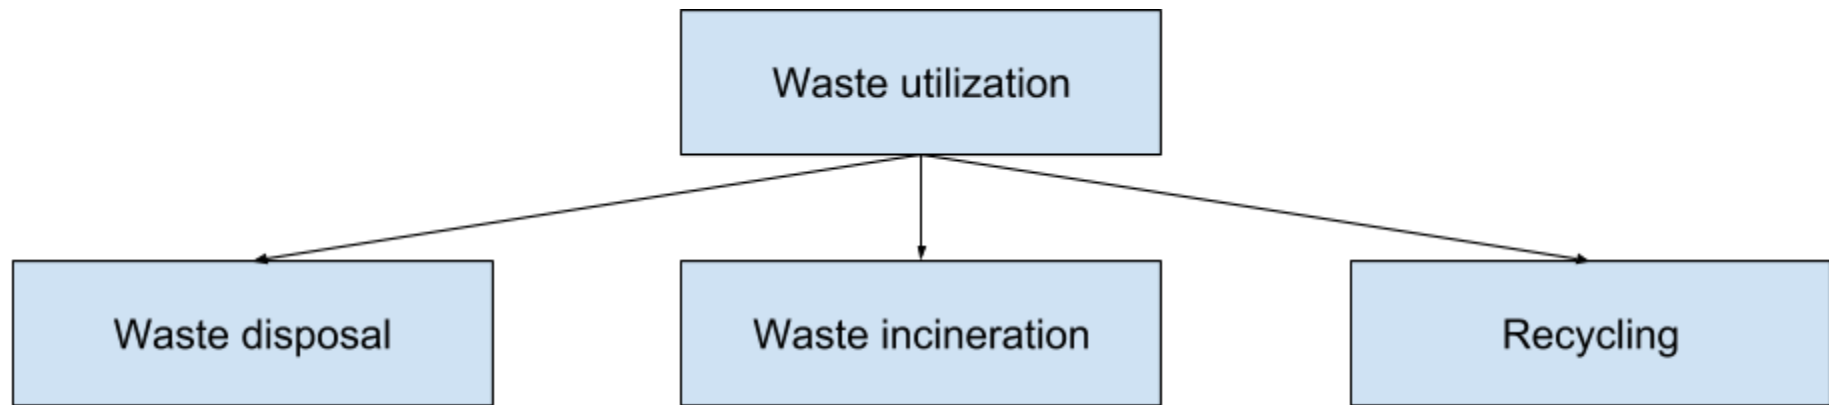 Waste utilization
Waste disposal
Waste incineration
Recycling